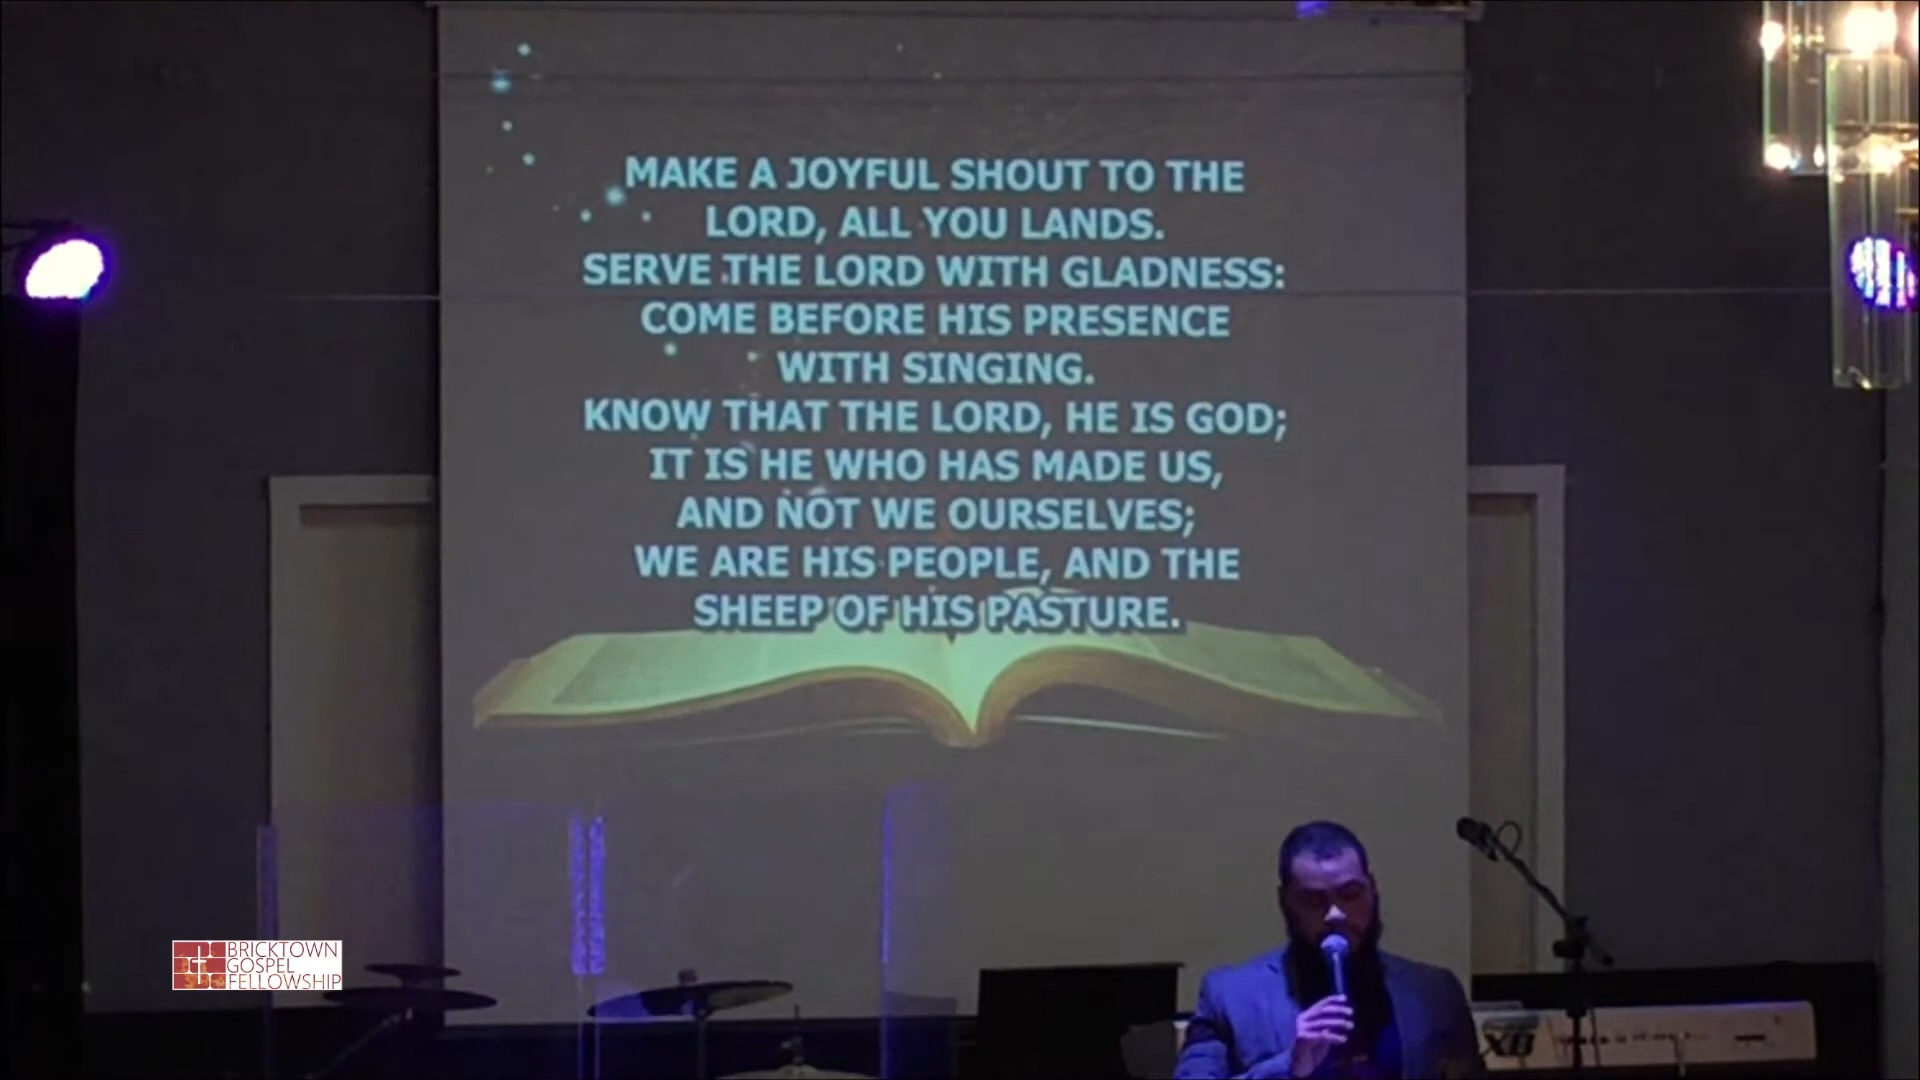 MAKE A JOYFUL SHOUT TO THE
LORD, ALL YOU LANDS.
SERVE THE LORD WITH GLADNESS:
COME BEFORE HIS PRESENCE
WITH SINGING.
KNOW THAT THE LORD, HE IS GOD;
IT IS HE WHO HAS MADE US,
AND NOT WE OURSELVES;
WE ARE HIS PEOPLE, AND THE
SHEEP OF HIS PASTURE.
BRICKTOWN
GOSPEL
FELLOWSHIP
XB